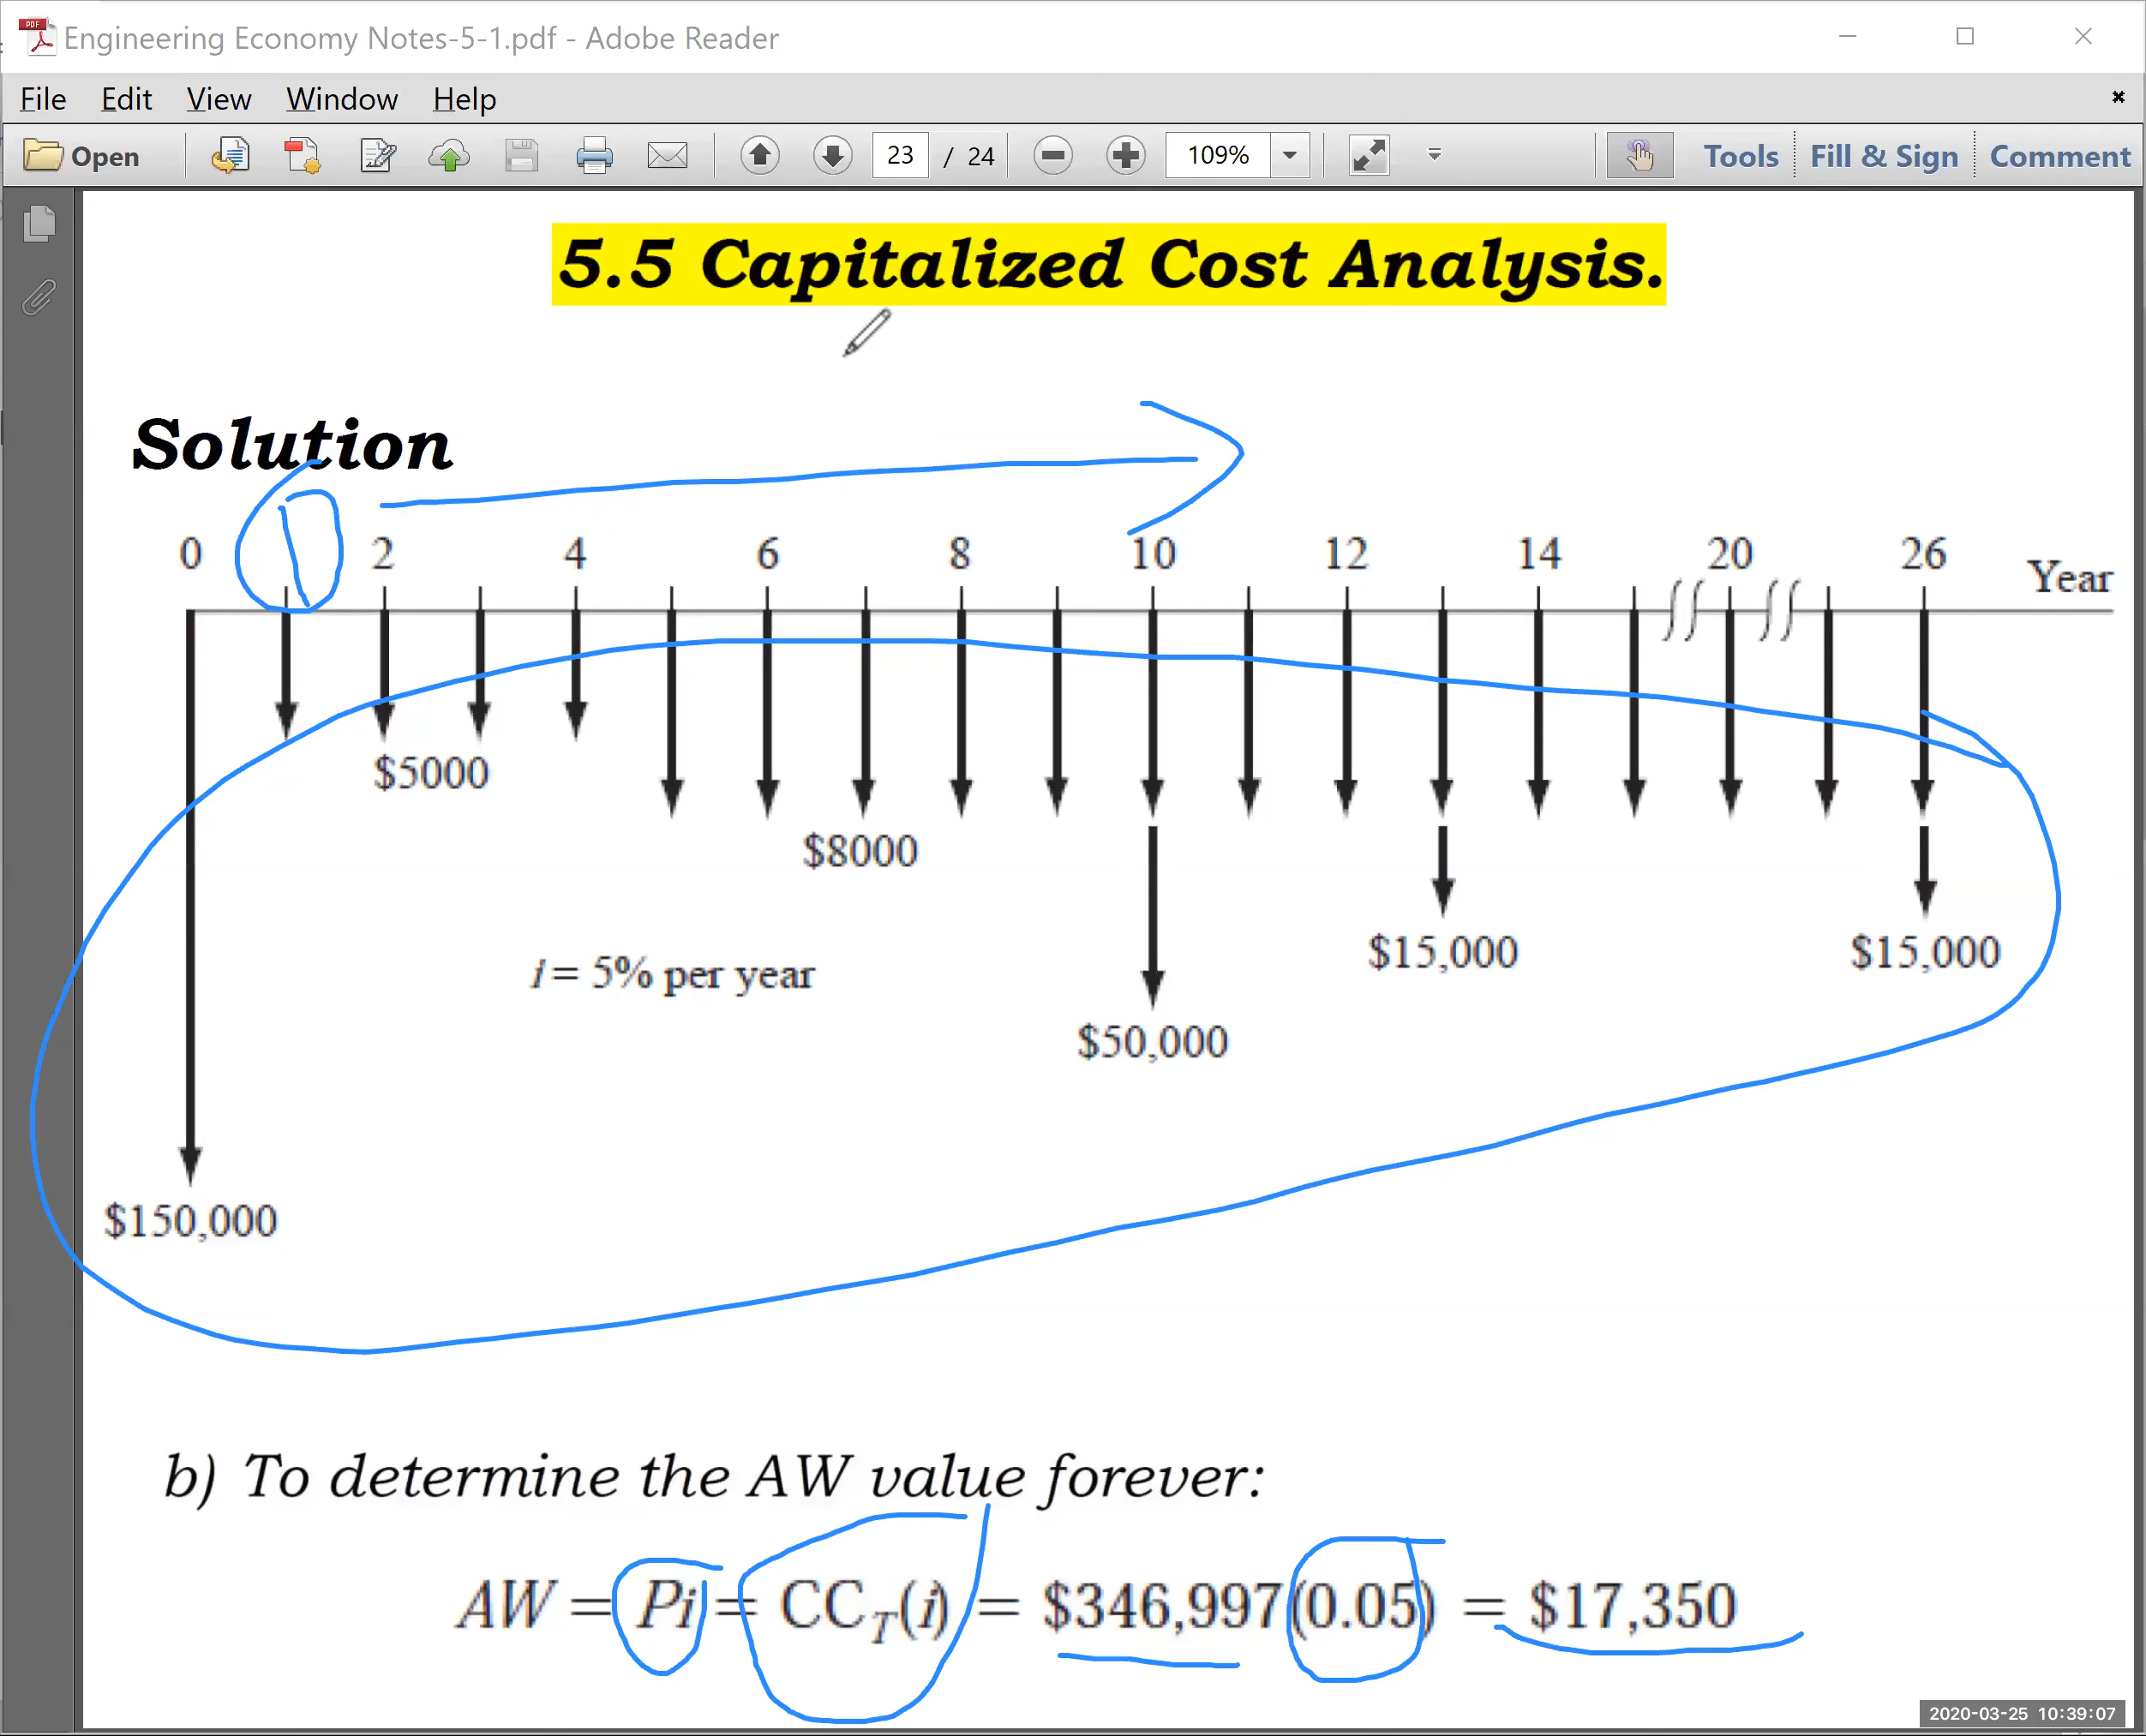 Engineering Economy Notes-5-1.pdf - Adobe Reader
File Edit View Window Help
Open 23 / 24 109% Tools Fill & Sign Comment
5.5 Capitalized Cost Analysis.
Solution
0 2 4 6 8 10 12 14 20 26 Year
$5000
$8000
i = 5% per year
$15,000 $15,000
$50,000
$150,000
b) To determine the AW value forever:
AW = Pi = CC_T(i) = $346,997(0.05) = $17,350
2020-03-25 10:39:07